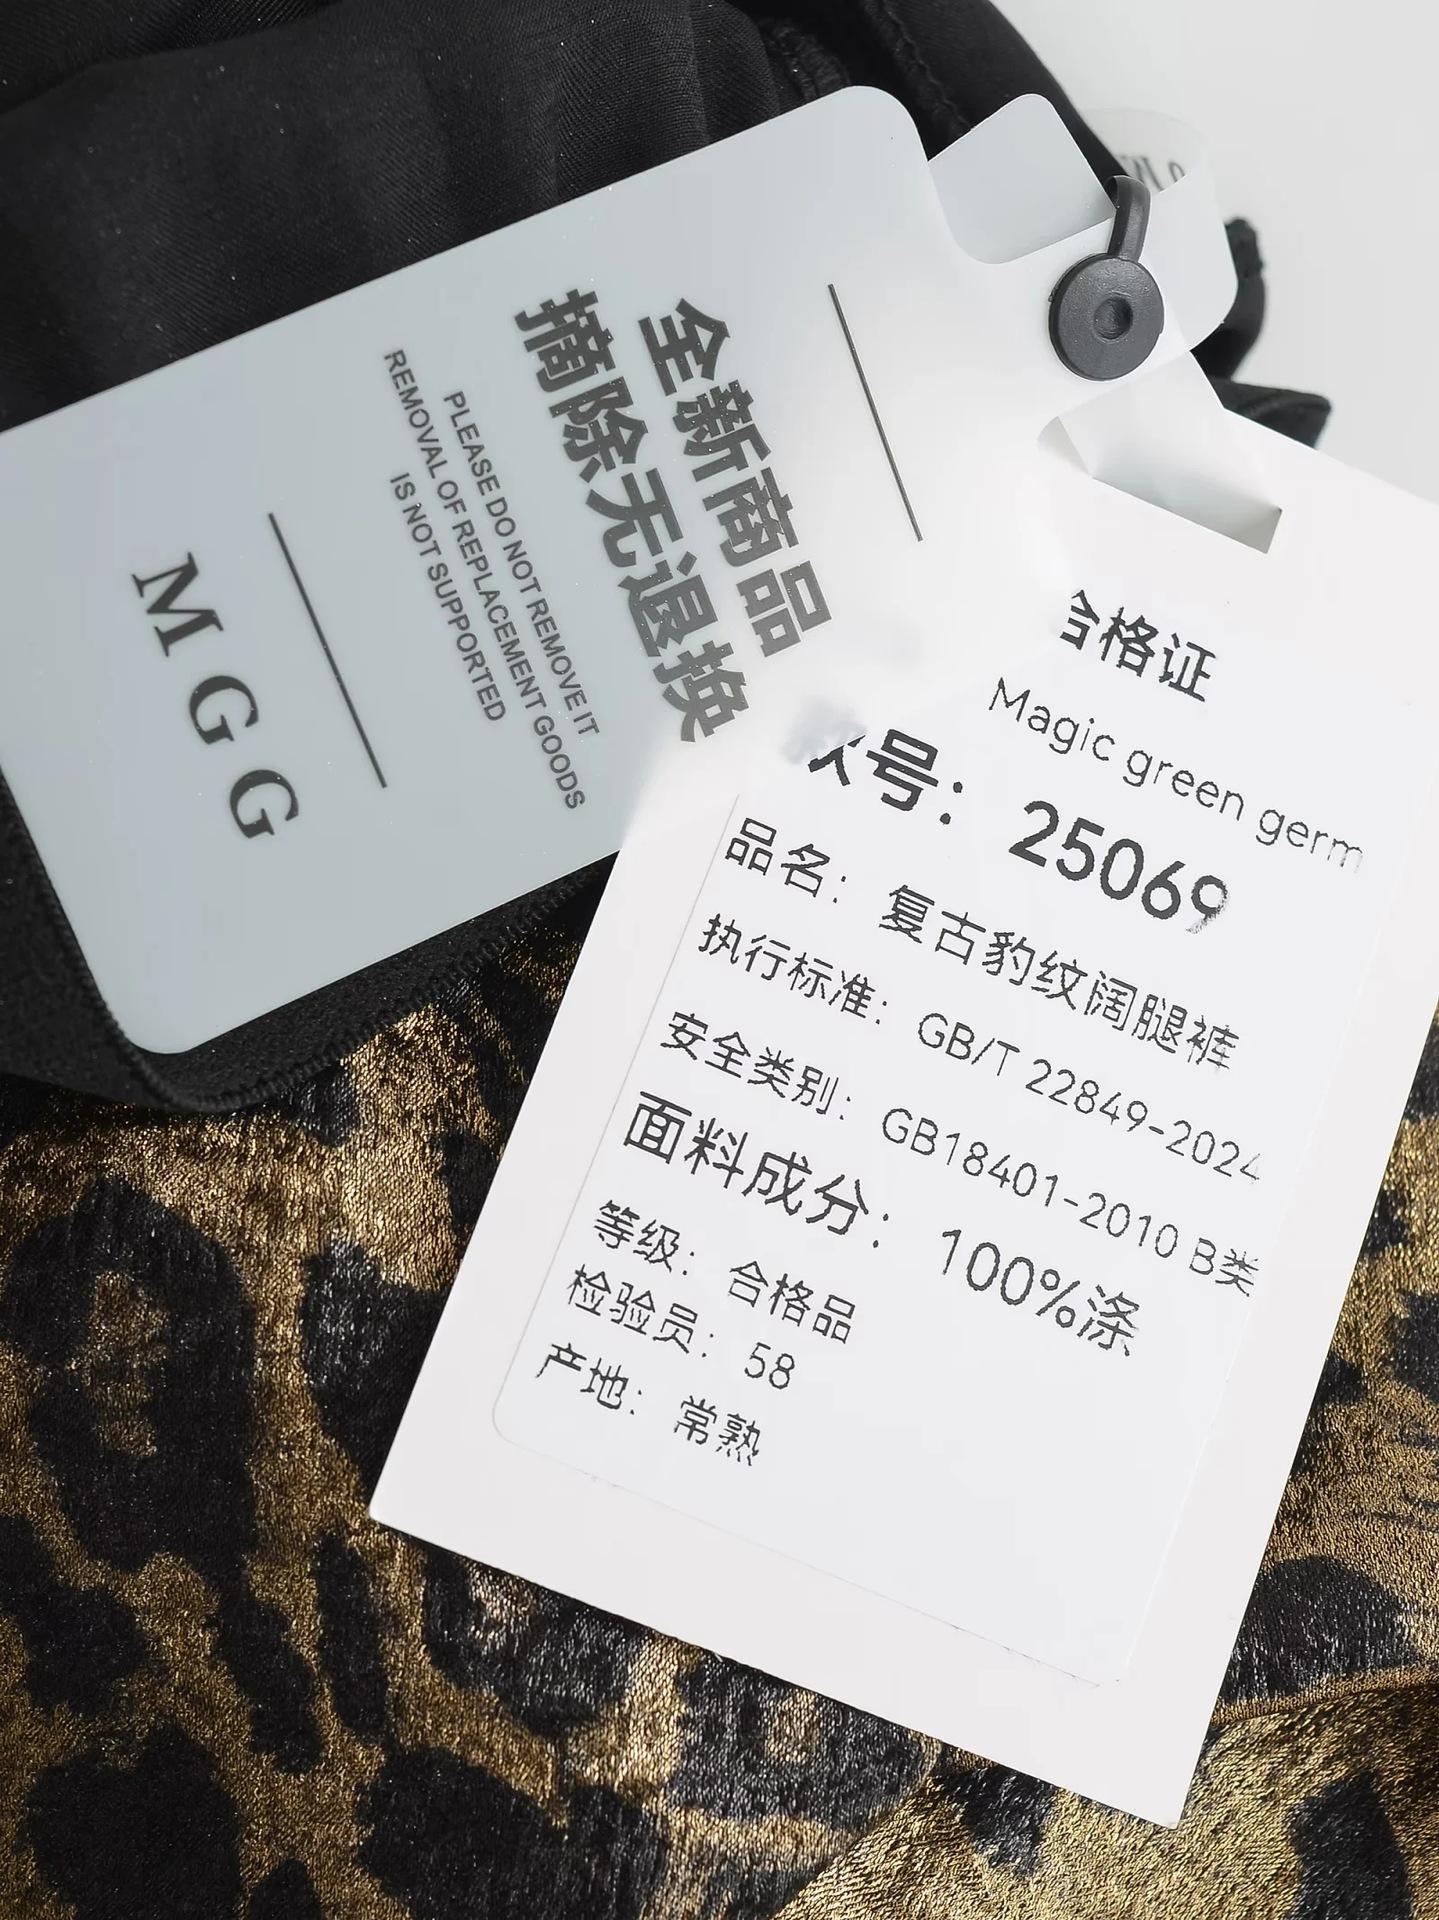 全新商品
摘除无退换
PLEASE DO NOT REMOVE IT
REMOVAL OF REPLACEMENT GOODS
IS NOT SUPPORTED
MGG
合格证
Magic green germ
款号：25069
品名：复古豹纹阔腿裤
执行标准：GB/T 22849-2024
安全类别：GB18401-2010 B类
面料成分：100%涤
等级：合格品
检验员：58
产地：常熟